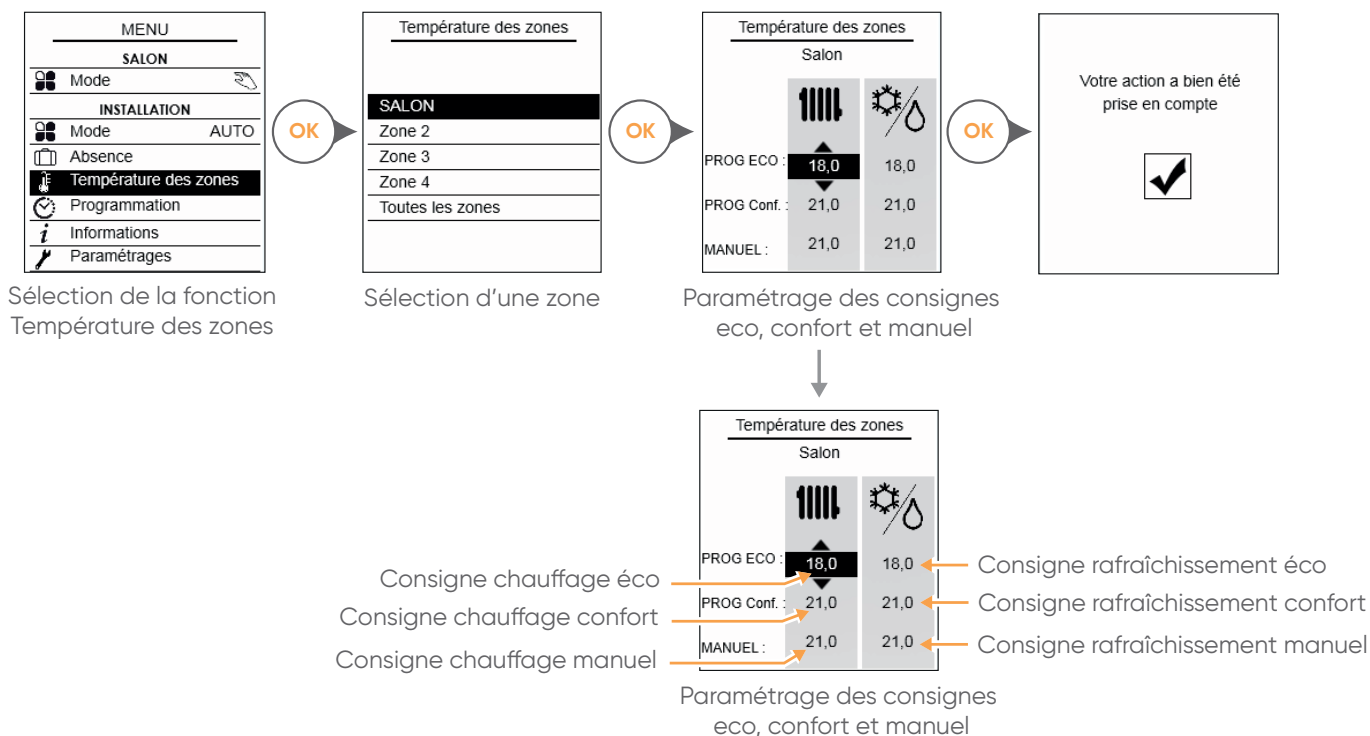 MENU
SALON
Mode
INSTALLATION
Mode AUTO
Absence
Température des zones
Programmation
i Informations
Paramétrages
Sélection de la fonction
Température des zones
OK
Température des zones
SALON
Zone 2
Zone 3
Zone 4
Toutes les zones
Sélection d'une zone
OK
Température des zones
Salon
PROG ECO : 18,0 18,0
PROG Conf. : 21,0 21,0
MANUEL : 21,0 21,0
Paramétrage des consignes
eco, confort et manuel
OK
Votre action a bien été
prise en compte
Température des zones
Salon
PROG ECO : 18,0 18,0
PROG Conf. : 21,0 21,0
MANUEL : 21,0 21,0
Consigne chauffage éco
Consigne chauffage confort
Consigne chauffage manuel
Consigne rafraîchissement éco
Consigne rafraîchissement confort
Consigne rafraîchissement manuel
Paramétrage des consignes
eco, confort et manuel